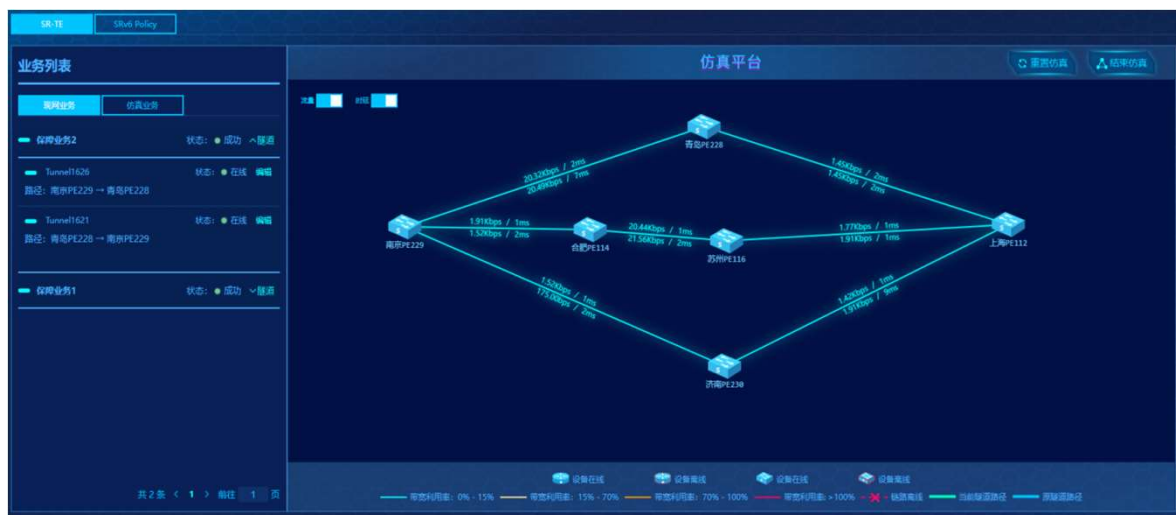 SR-TE SRv6 Policy
业务列表
仿真平台
重置仿真 结束仿真
现网业务 仿真业务
流量 时延
保障业务2 状态: 成功 隧道
Tunnel1626 状态: 在线 编辑
路径: 南京PE229 → 青岛PE228
Tunnel1621 状态: 在线 编辑
路径: 青岛PE228 → 南京PE229
保障业务1 状态: 成功 隧道
共2条 < 1 > 前往 1 页
青岛PE228
20.32Kbps / 2ms
20.49Kbps / 7ms
1.45Kbps / 2ms
1.45Kbps / 2ms
南京PE229
1.91Kbps / 1ms
1.52Kbps / 2ms
合肥PE114
20.44Kbps / 1ms
21.56Kbps / 2ms
苏州PE116
1.77Kbps / 1ms
1.91Kbps / 1ms
上海PE112
1.52Kbps / 1ms
175.00bps / 2ms
1.42Kbps / 1ms
1.91Kbps / 9ms
济南PE230
设备在线 设备离线 设备在线 设备离线
带宽利用率: 0% - 15% 带宽利用率: 15% - 70% 带宽利用率: 70% - 100% 带宽利用率: >100% 链路离线 当前隧道路径 原隧道路径